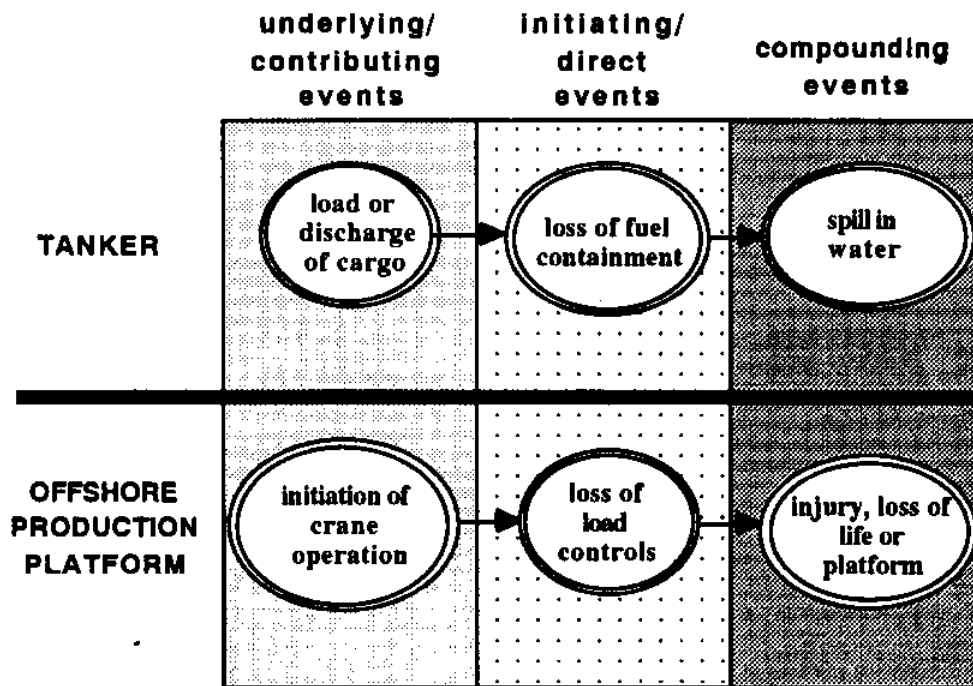 underlying/
contributing
events
initiating/
direct
events
compounding
events
TANKER
load or
discharge
of cargo
loss of fuel
containment
spill in
water
OFFSHORE
PRODUCTION
PLATFORM
initiation of
crane
operation
loss of
load
controls
injury, loss of
life or
platform